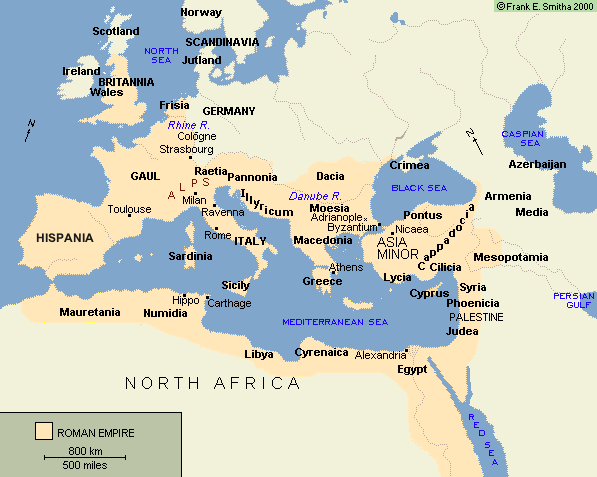 © Frank E. Smitha 2000
Norway
Scotland
SCANDINAVIA
NORTH
SEA
Jutland
Ireland
BRITANNIA
Wales
Frisia
GERMANY
Rhine R.
Cologne
Strasbourg
N
N
CASPIAN
SEA
Azerbaijan
Crimea
GAUL
Raetia
Pannonia
Dacia
ALPS
Milan
Illyricum
Danube R.
BLACK SEA
Armenia
Media
Toulouse
Ravenna
Moesia
Adrianople
Byzantium
Pontus
Nicaea
Cappadocia
HISPANIA
Rome
ITALY
Macedonia
ASIA
MINOR
Sardinia
Athens
Greece
Lycia
Cilicia
Mesopotamia
Sicily
Cyprus
Syria
PERSIAN
GULF
Hippo
Carthage
Phoenicia
Mauretania
Numidia
MEDITERRANEAN SEA
PALESTINE
Judea
Libya
Cyrenaica
Alexandria
Egypt
NORTH AFRICA
RED SEA
ROMAN EMPIRE
800 km
500 miles